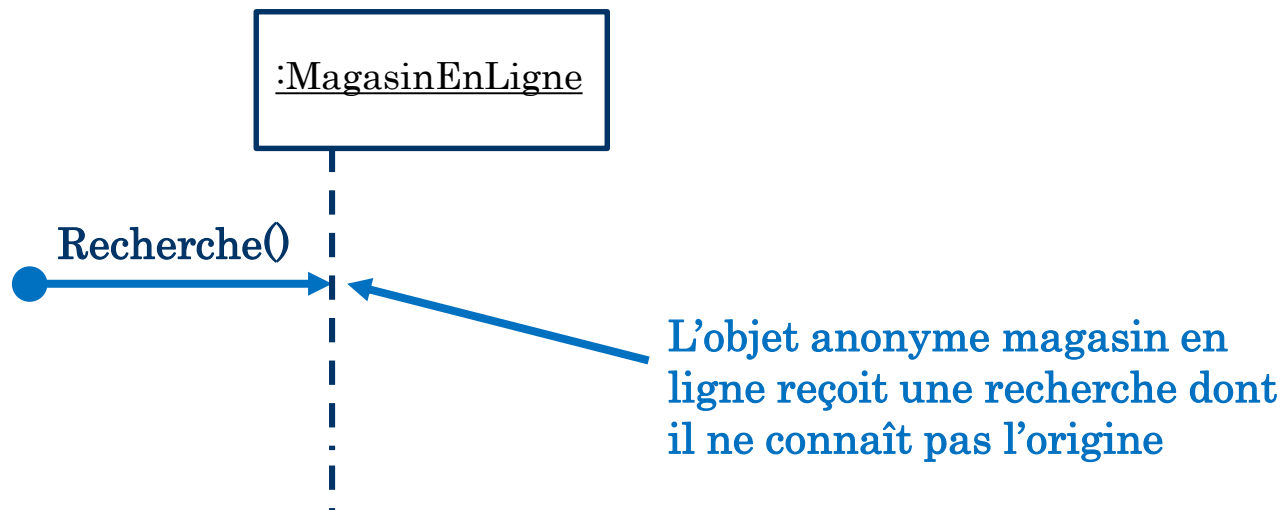 :MagasinEnLigne
Recherche()
L’objet anonyme magasin en
ligne reçoit une recherche dont
il ne connaît pas l’origine